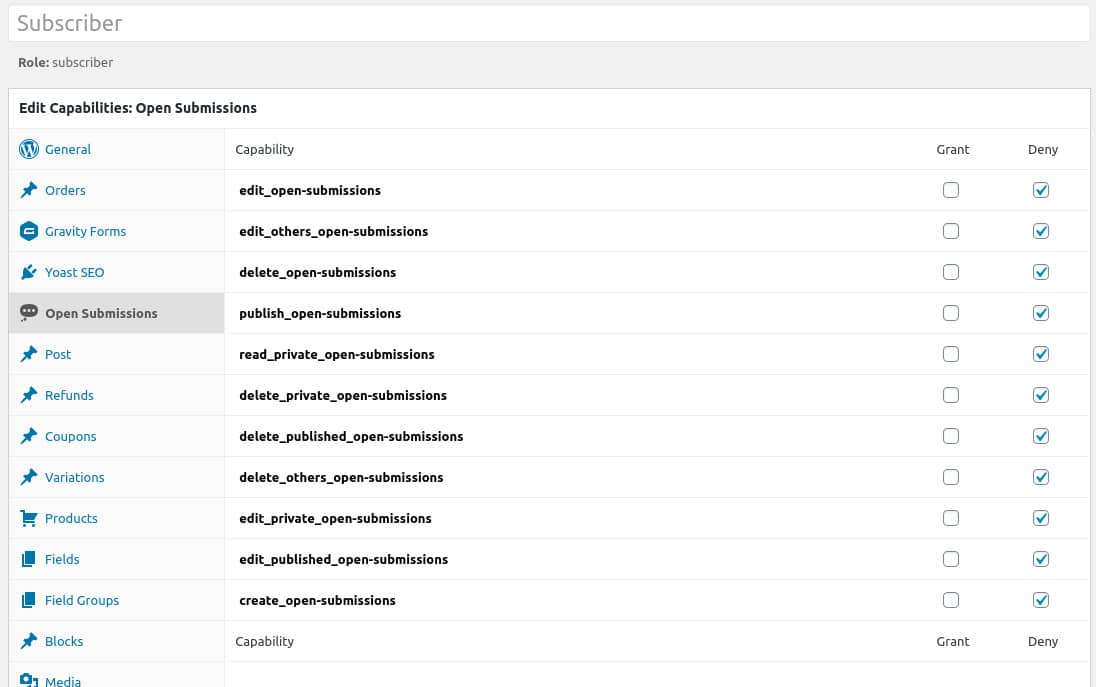 Subscriber
Role: subscriber
Edit Capabilities: Open Submissions
General Capability Grant Deny
Orders edit_open-submissions
Gravity Forms edit_others_open-submissions
Yoast SEO delete_open-submissions
Open Submissions publish_open-submissions
Post read_private_open-submissions
Refunds delete_private_open-submissions
Coupons delete_published_open-submissions
Variations delete_others_open-submissions
Products edit_private_open-submissions
Fields edit_published_open-submissions
Field Groups create_open-submissions
Blocks Capability Grant Deny
Media